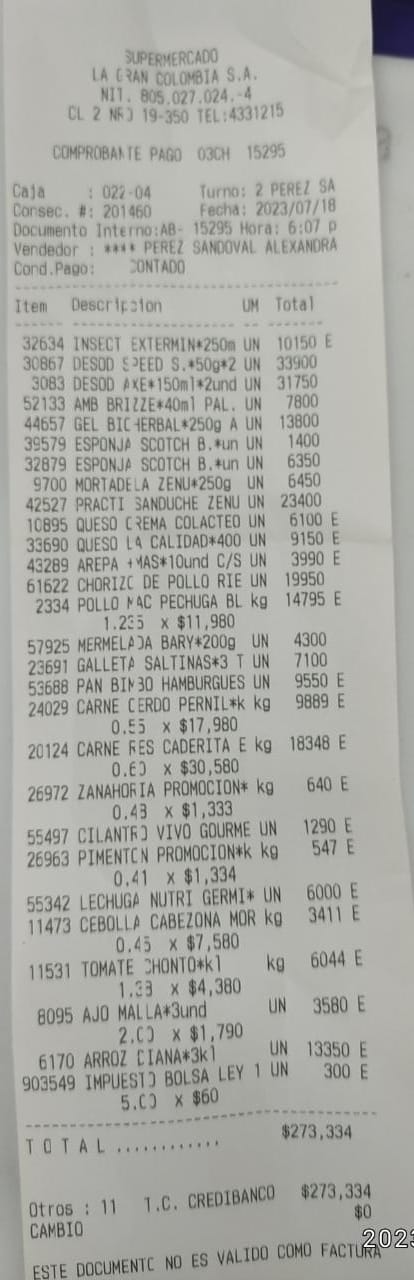 SUPERMERCADO
LA GRAN COLOMBIA S.A.
NIT. 805.027.024.-4
CL 2 NRO 19-350 TEL:4331215
COMPROBANTE PAGO 03CH 15295
Caja : 022-04 Turno: 2 PEREZ SA
Consec. #: 201460 Fecha: 2023/07/18
Documento Interno:AB- 15295 Hora: 6:07 p
Vendedor : **** PEREZ SANDOVAL ALEXANDRA
Cond.Pago: CONTADO
Item Descripcion UM Total
32634 INSECT EXTERMIN*250m UN 10150 E
30867 DESOD SPEED S.*50g*2 UN 33900
3083 DESOD AXE*150ml*2und UN 31750
52133 AMB BRIZZE*40ml PAL. UN 7800
44657 GEL BIOHERBAL*250g A UN 13800
39579 ESPONJA SCOTCH B.*un UN 1400
32879 ESPONJA SCOTCH B.*un UN 6350
9700 MORTADELA ZENU*250g UN 6450
42527 PRACTI SANDUCHE ZENU UN 23400
10895 QUESO CREMA COLACTEO UN 6100 E
33690 QUESO LA CALIDAD*400 UN 9150 E
43289 AREPA +MAS*10und C/S UN 3990 E
61622 CHORIZO DE POLLO RIE UN 19950
2334 POLLO MAC PECHUGA BL kg 14795 E
1.235 x $11,980
57925 MERMELADA BARY*200g UN 4300
23691 GALLETA SALTINAS*3 T UN 7100
53688 PAN BIMBO HAMBURGUES UN 9550 E
24029 CARNE CERDO PERNIL*k kg 9889 E
0.55 x $17,980
20124 CARNE RES CADERITA E kg 18348 E
0.60 x $30,580
26972 ZANAHORIA PROMOCION* kg 640 E
0.48 x $1,333
55497 CILANTRO VIVO GOURME UN 1290 E
26963 PIMENTON PROMOCION*k kg 547 E
0.41 x $1,334
55342 LECHUGA NUTRI GERMI* UN 6000 E
11473 CEBOLLA CABEZONA MOR kg 3411 E
0.45 x $7,580
11531 TOMATE CHONTO*k1 kg 6044 E
1.38 x $4,380
8095 AJO MALLA*3und UN 3580 E
2.00 x $1,790
6170 ARROZ DIANA*3k1 UN 13350 E
903549 IMPUESTO BOLSA LEY 1 UN 300 E
5.00 x $60
TOTAL ............ $273,334
Otros : 11 T.C. CREDIBANCO $273,334
CAMBIO $0
2023
ESTE DOCUMENTO NO ES VALIDO COMO FACTURA